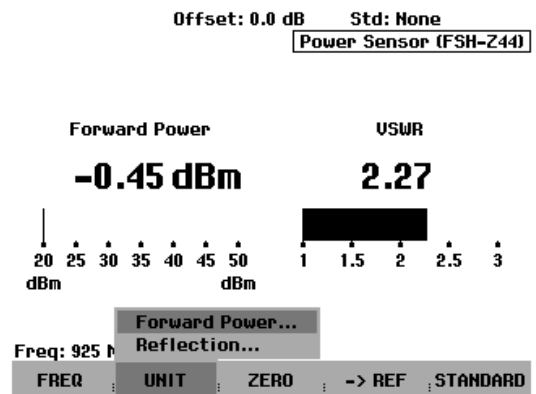 Offset: 0.0 dB Std: None
Power Sensor (FSH-Z44)
Forward Power VSWR
-0.45 dBm 2.27
20 25 30 35 40 45 50 1 1.5 2 2.5 3
dBm dBm
Forward Power...
Reflection...
Freq: 925
FREQ UNIT ZERO -> REF STANDARD